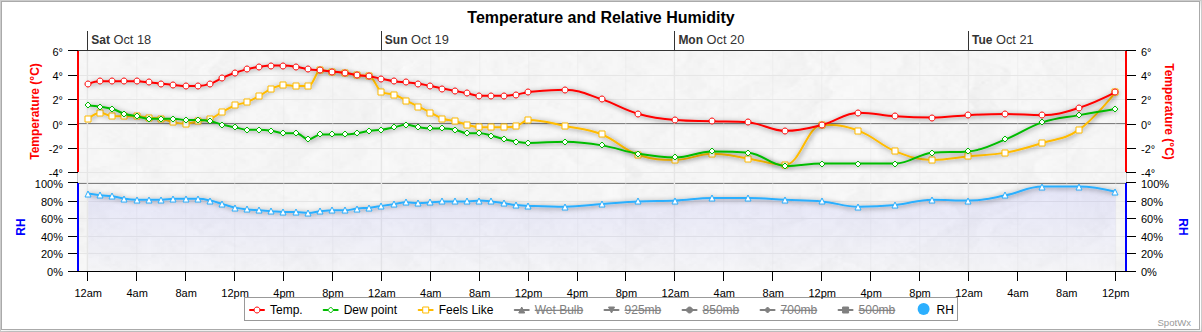 Temperature and Relative Humidity
Sat Oct 18 Sun Oct 19 Mon Oct 20 Tue Oct 21
6° 6°
4° 4°
2° 2°
0° 0°
-2° -2°
-4° -4°
Temperature (°C) Temperature (°C)
100% 100%
80% 80%
60% 60%
40% 40%
20% 20%
0% 0%
RH RH
12am 4am 8am 12pm 4pm 8pm 12am 4am 8am 12pm 4pm 8pm 12am 4am 8am 12pm 4pm 8pm 12am 4am 8am 12pm
Temp. Dew point Feels Like Wet Bulb 925mb 850mb 700mb 500mb RH
SpotWx